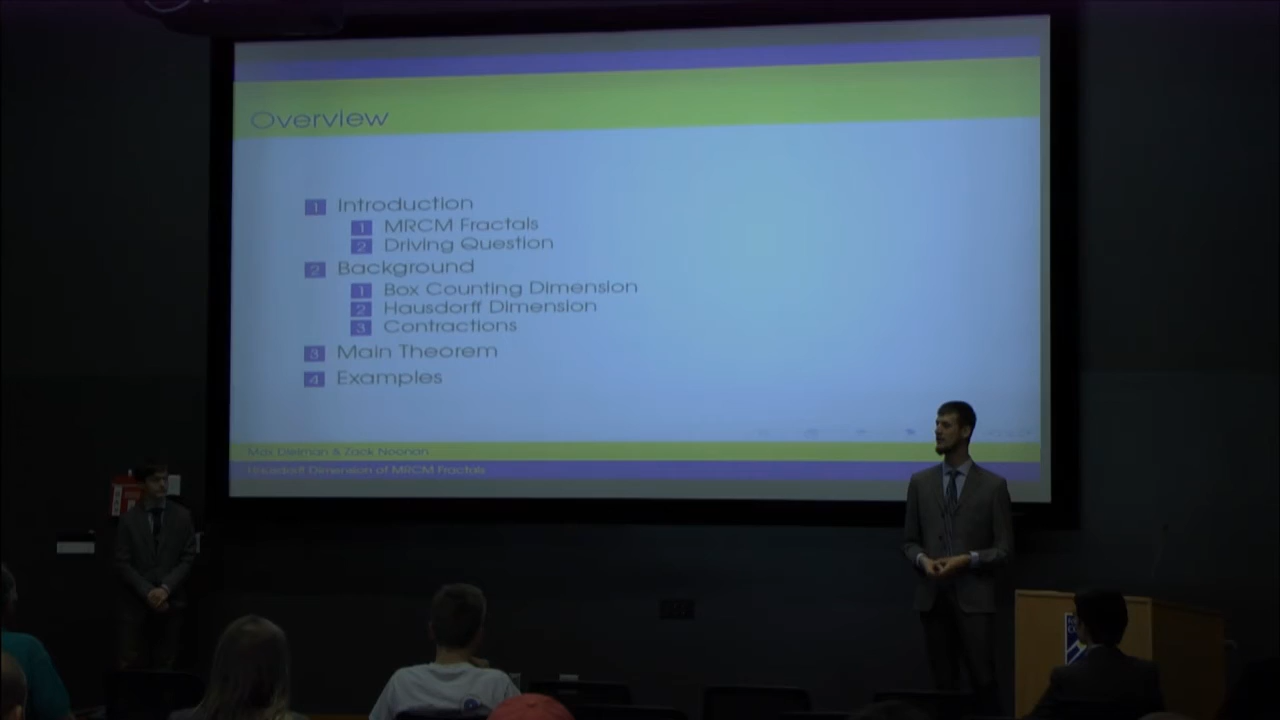 Overview
1 Introduction
1 MRCM Fractals
2 Driving Question
2 Background
1 Box Counting Dimension
2 Hausdorff Dimension
3 Contractions
3 Main Theorem
4 Examples
Max Dielman & Zack Noonan
Hausdorff Dimension of MRCM Fractals